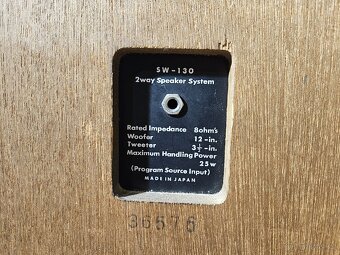 SW-130
2way Speaker System
Rated Impedance 8ohm's
Woofer 12-in.
Tweeter 3½-in.
Maximum Handling Power
25w
(Program Source Input)
MADE IN JAPAN
36576